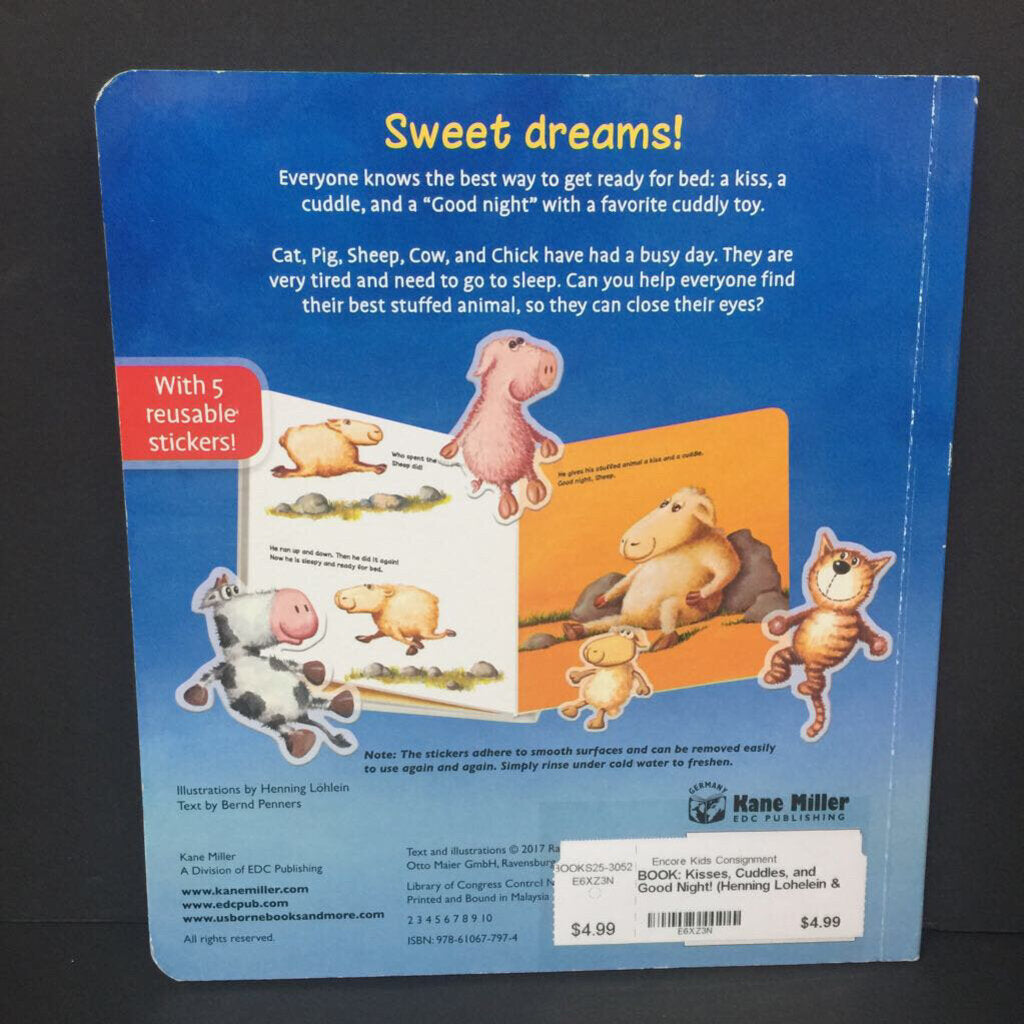 Sweet dreams!
Everyone knows the best way to get ready for bed: a kiss, a
cuddle, and a “Good night” with a favorite cuddly toy.
Cat, Pig, Sheep, Cow, and Chick have had a busy day. They are
very tired and need to go to sleep. Can you help everyone find
their best stuffed animal, so they can close their eyes?
With 5
reusable
stickers!
Who spent the
Sheep did!
He ran up and down. Then he did it again!
Now he is sleepy and ready for bed.
He gives his stuffed animal a kiss and a cuddle.
Good night, Sheep.
Note: The stickers adhere to smooth surfaces and can be removed easily
to use again and again. Simply rinse under cold water to freshen.
Illustrations by Henning Löhlein
Text by Bernd Penners
GERMANY
Kane Miller
EDC PUBLISHING
Kane Miller
A Division of EDC Publishing
www.kanemiller.com
www.edcpub.com
www.usbornebooksandmore.com
All rights reserved.
Text and illustrations © 2017 Ra
Otto Maier GmbH, Ravensburg
Library of Congress Control N
Printed and Bound in Malaysia
2 3 4 5 6 7 8 9 10
ISBN: 978-61067-797-4
BOOKS25-3052
E6XZ3N
$4.99
Encore Kids Consignment
BOOK: Kisses, Cuddles, and
Good Night! (Henning Lohelein &
E6XZ3N
$4.99